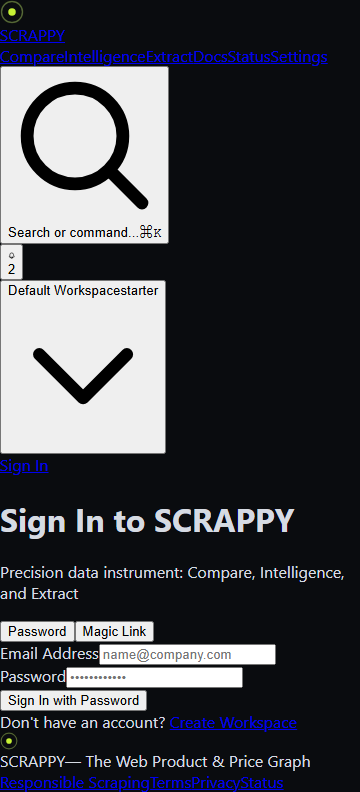 SCRAPPY
CompareIntelligenceExtractDocsStatusSettings
Search or command...⌘K
2
Default Workspacestarter
Sign In
Sign In to SCRAPPY
Precision data instrument: Compare, Intelligence,
and Extract
Password Magic Link
Email Address name@company.com
Password ••••••••••••
Sign In with Password
Don't have an account? Create Workspace
SCRAPPY— The Web Product & Price Graph
Responsible ScrapingTermsPrivacyStatus